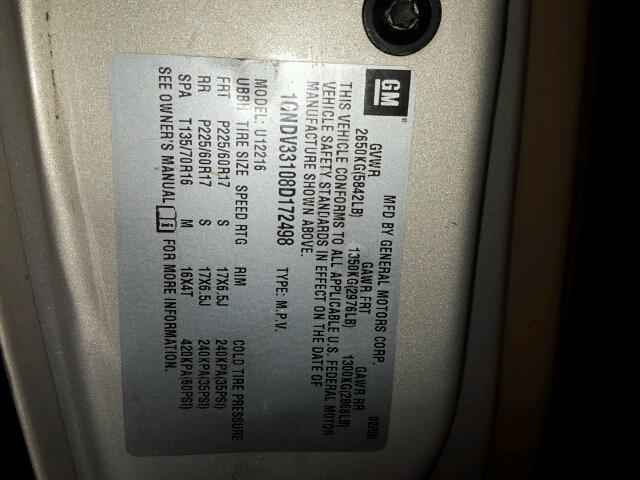 GM
MFD BY GENERAL MOTORS CORP. 02/08
GVWR GAWR FRT GAWR RR
2650KG(5842LB) 1350KG(2976LB) 1300KG(2866LB)
THIS VEHICLE CONFORMS TO ALL APPLICABLE U.S. FEDERAL MOTOR
VEHICLE SAFETY STANDARDS IN EFFECT ON THE DATE OF
MANUFACTURE SHOWN ABOVE.
1GNDV33108D172498 TYPE: M.P.V.
MODEL: U12216
UBBH TIRE SIZE SPEED RTG RIM COLD TIRE PRESSURE
FRT P225/60R17 S 17X6.5J 240KPA(35PSI)
RR P225/60R17 S 17X6.5J 240KPA(35PSI)
SPA T135/70R16 M 16X4T 420KPA(60PSI)
SEE OWNER'S MANUAL FOR MORE INFORMATION.